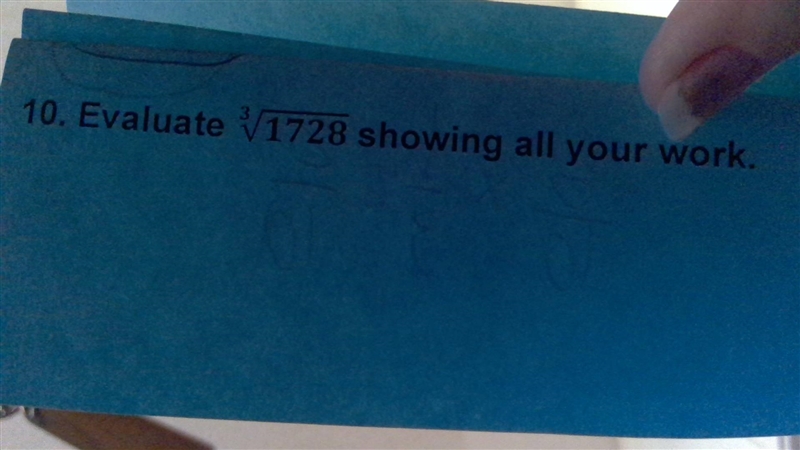 10. Evaluate ∛1728 showing all your work.